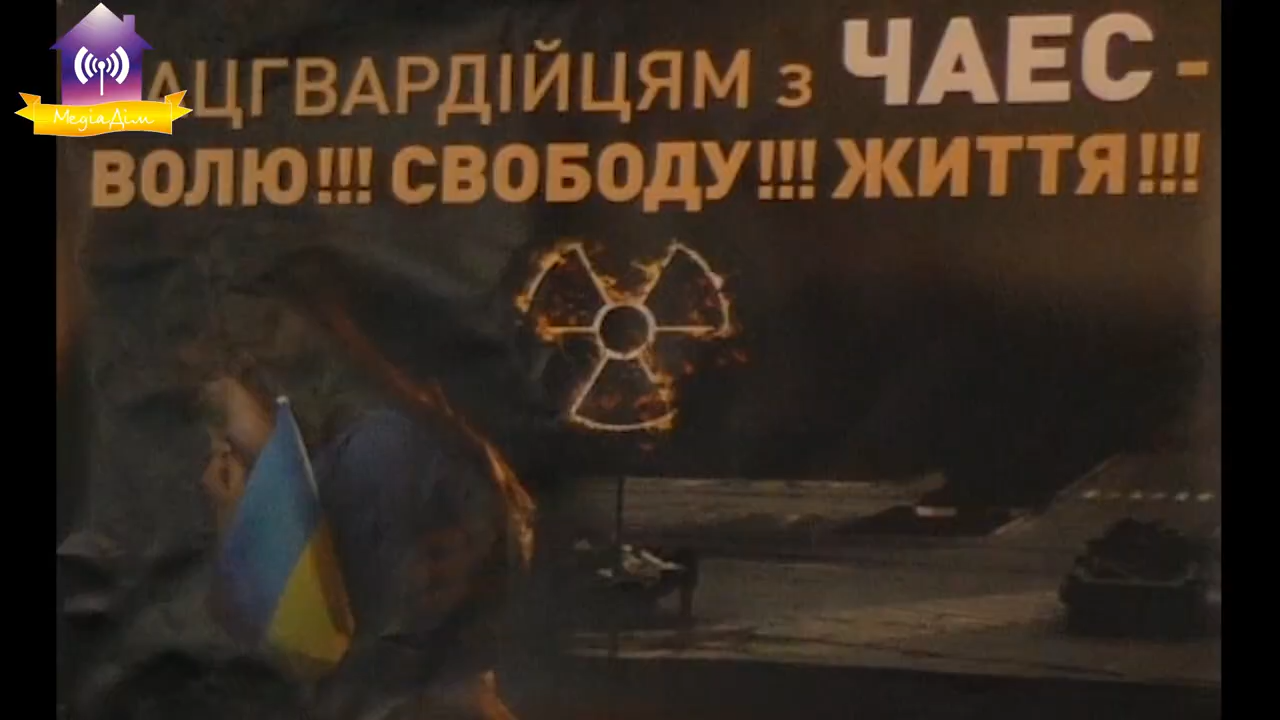 МедіаДім
АЦГВАРДІЙЦЯМ з ЧАЕС -
ВОЛЮ!!! СВОБОДУ!!! ЖИТТЯ!!!